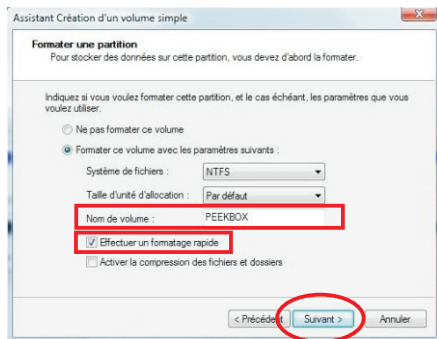 Assistant Création d'un volume simple
Formater une partition
Pour stocker des données sur cette partition, vous devez d'abord la formater.
Indiquez si vous voulez formater cette partition, et le cas échéant, les paramètres que vous
voulez utiliser.
Ne pas formater ce volume
Formater ce volume avec les paramètres suivants :
Système de fichiers : NTFS
Taille d'unité d'allocation : Par défaut
Nom de volume : PEEKBOX
Effectuer un formatage rapide
Activer la compression des fichiers et dossiers
< Précédent Suivant > Annuler